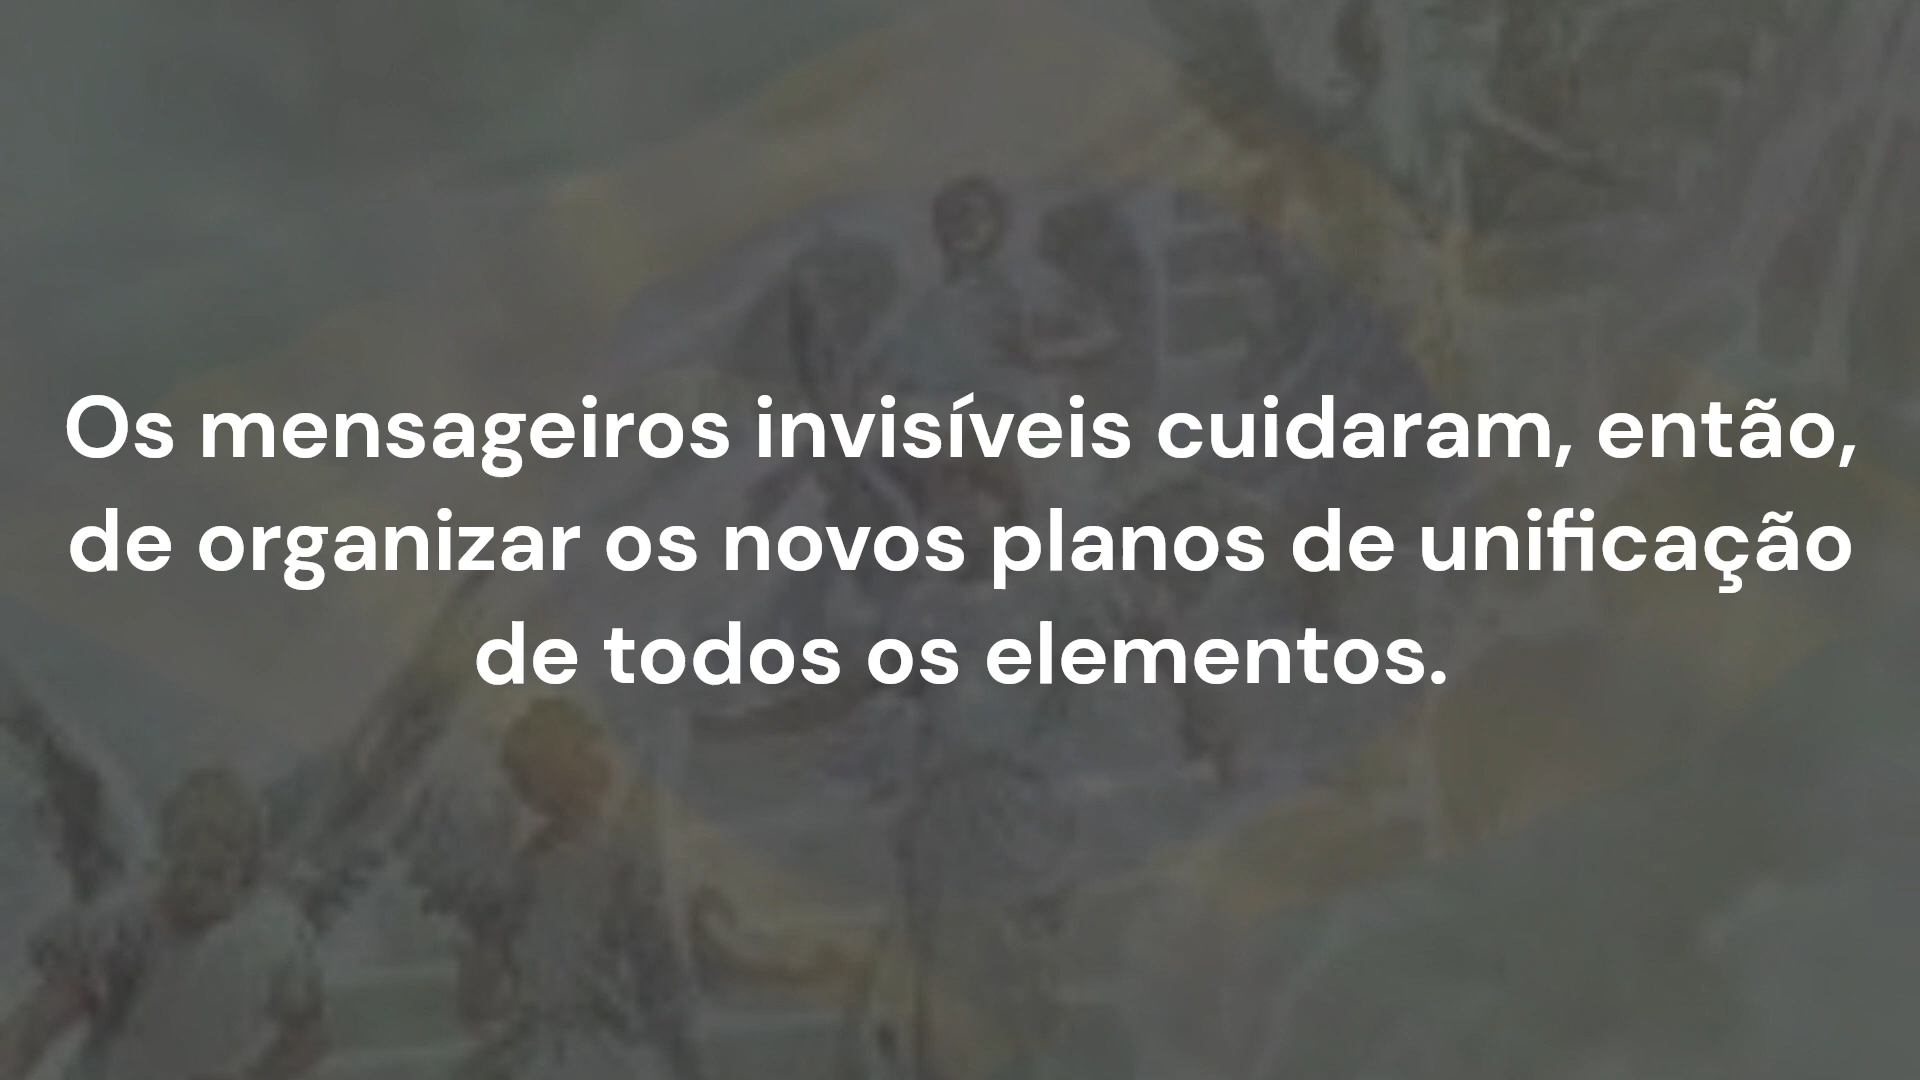 Os mensageiros invisíveis cuidaram, então,
de organizar os novos planos de unificação
de todos os elementos.